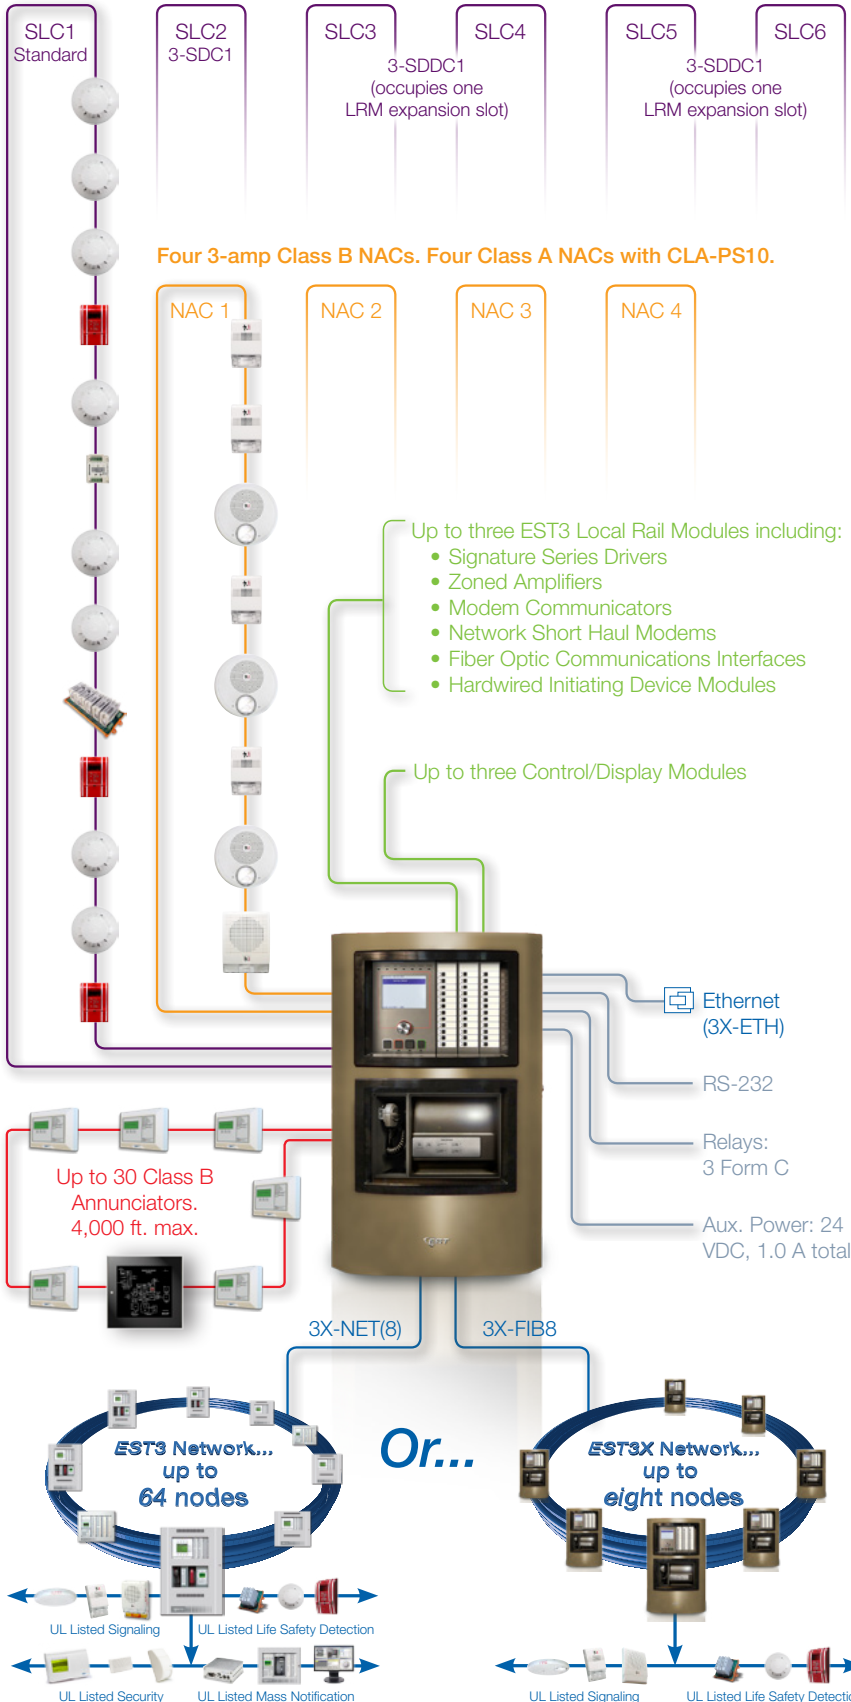 SLC1
Standard
SLC2
3-SDC1
SLC3
SLC4
3-SDDC1
(occupies one
LRM expansion slot)
SLC5
SLC6
3-SDDC1
(occupies one
LRM expansion slot)
Four 3-amp Class B NACs. Four Class A NACs with CLA-PS10.
NAC 1
NAC 2
NAC 3
NAC 4
Up to three EST3 Local Rail Modules including:
• Signature Series Drivers
• Zoned Amplifiers
• Modem Communicators
• Network Short Haul Modems
• Fiber Optic Communications Interfaces
• Hardwired Initiating Device Modules
Up to three Control/Display Modules
Ethernet
(3X-ETH)
RS-232
Relays:
3 Form C
Aux. Power: 24
VDC, 1.0 A total
Up to 30 Class B
Annunciators.
4,000 ft. max.
EST
3X-NET(8)
3X-FIB8
EST3 Network...
up to
64 nodes
Or...
EST3X Network...
up to
eight nodes
UL Listed Signaling
UL Listed Life Safety Detection
UL Listed Security
UL Listed Mass Notification
UL Listed Signaling
UL Listed Life Safety Detectio